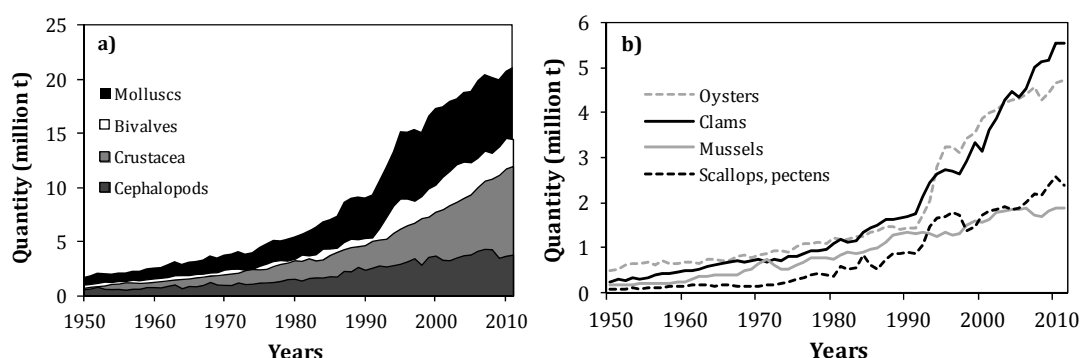 a)
Quantity (million t)
25
20
15
10
5
0
Molluscs
Bivalves
Crustacea
Cephalopods
1950 1960 1970 1980 1990 2000 2010
Years
b)
Quantity (million t)
6
5
4
3
2
1
0
Oysters
Clams
Mussels
Scallops, pectens
1950 1960 1970 1980 1990 2000 2010
Years